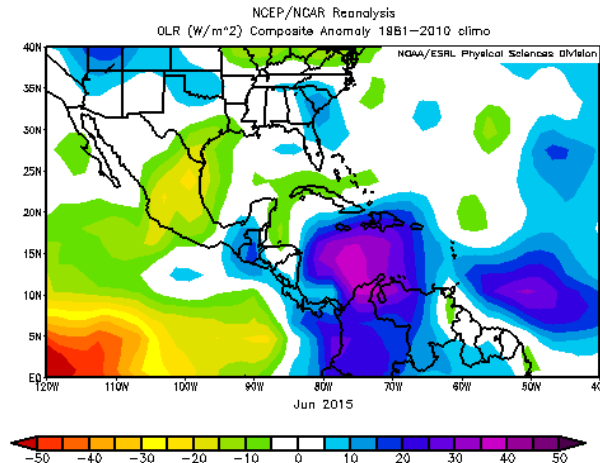 NCEP/NCAR Reanalysis
OLR (W/m^2) Composite Anomaly 1981-2010 climo
NOAA/ESRL Physical Sciences Division
40N
35N
30N
25N
20N
15N
10N
5N
EQ
120W 110W 100W 90W 80W 70W 60W 50W 40W
Jun 2015
-50 -40 -30 -20 -10 0 10 20 30 40 50